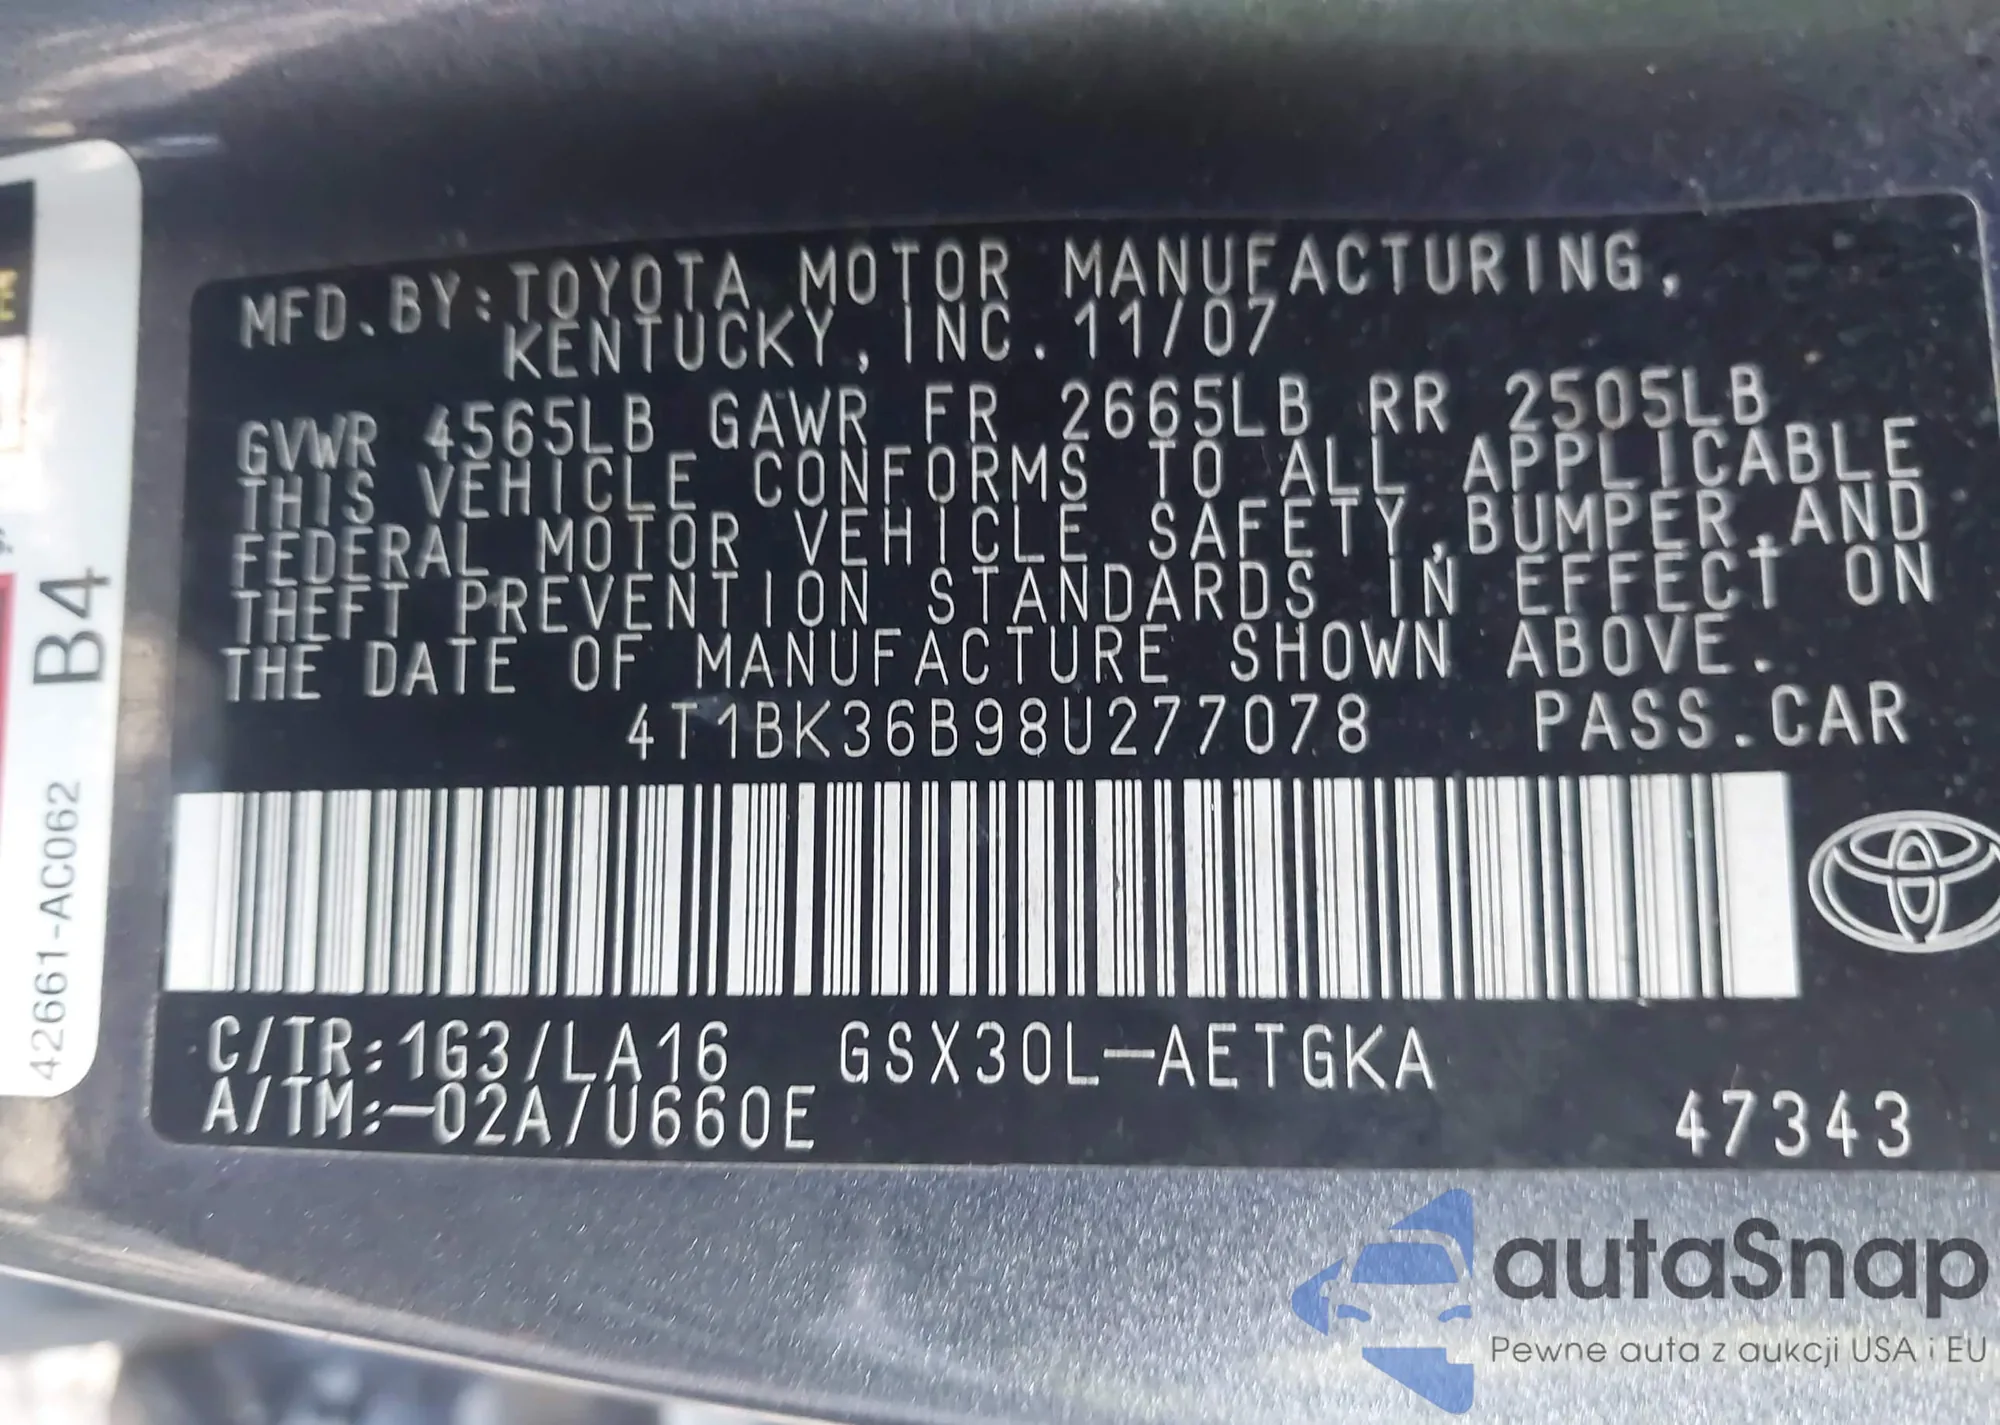 MFD. BY: TOYOTA MOTOR MANUFACTURING,
KENTUCKY, INC. 11/07
GVWR 4565LB GAWR FR 2665LB RR 2505LB
THIS VEHICLE CONFORMS TO ALL APPLICABLE
FEDERAL MOTOR VEHICLE SAFETY,BUMPER,AND
THEFT PREVENTION STANDARDS IN EFFECT ON
THE DATE OF MANUFACTURE SHOWN ABOVE.
4T1BK36B98U277078 PASS.CAR
C/TR:1G3/LA16 GSX30L-AETGKA
A/TM:-02A/U660E
47343
B4
42661-AC062
autaSnap
Pewne auta z aukcji USA i EU